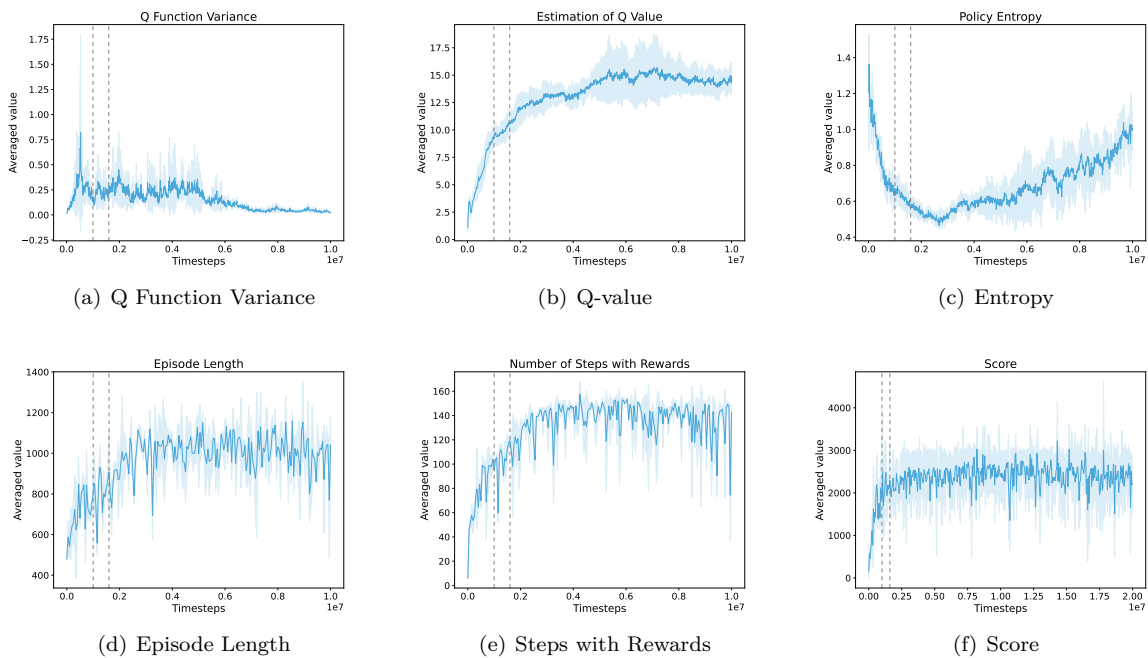 Q Function Variance
Averaged value
1.75
1.50
1.25
1.00
0.75
0.50
0.25
0.00
−0.25
0.0
0.2
0.4
0.6
0.8
1.0
1e7
Timesteps
(a) Q Function Variance
Estimation of Q Value
Averaged value
17.5
15.0
12.5
10.0
7.5
5.0
2.5
0.0
0.0
0.2
0.4
0.6
0.8
1.0
1e7
Timesteps
(b) Q-value
Policy Entropy
Averaged value
1.4
1.2
1.0
0.8
0.6
0.4
0.0
0.2
0.4
0.6
0.8
1.0
1e7
Timesteps
(c) Entropy
Episode Length
Averaged value
1400
1200
1000
800
600
400
0.0
0.2
0.4
0.6
0.8
1.0
1e7
Timesteps
(d) Episode Length
Number of Steps with Rewards
Averaged value
160
140
120
100
80
60
40
20
0
0.0
0.2
0.4
0.6
0.8
1.0
1e7
Timesteps
(e) Steps with Rewards
Score
Averaged value
4000
3000
2000
1000
0
0.0
0.25
0.50
0.75
1.00
1.25
1.50
1.75
2.00
1e7
Timesteps
(f) Score